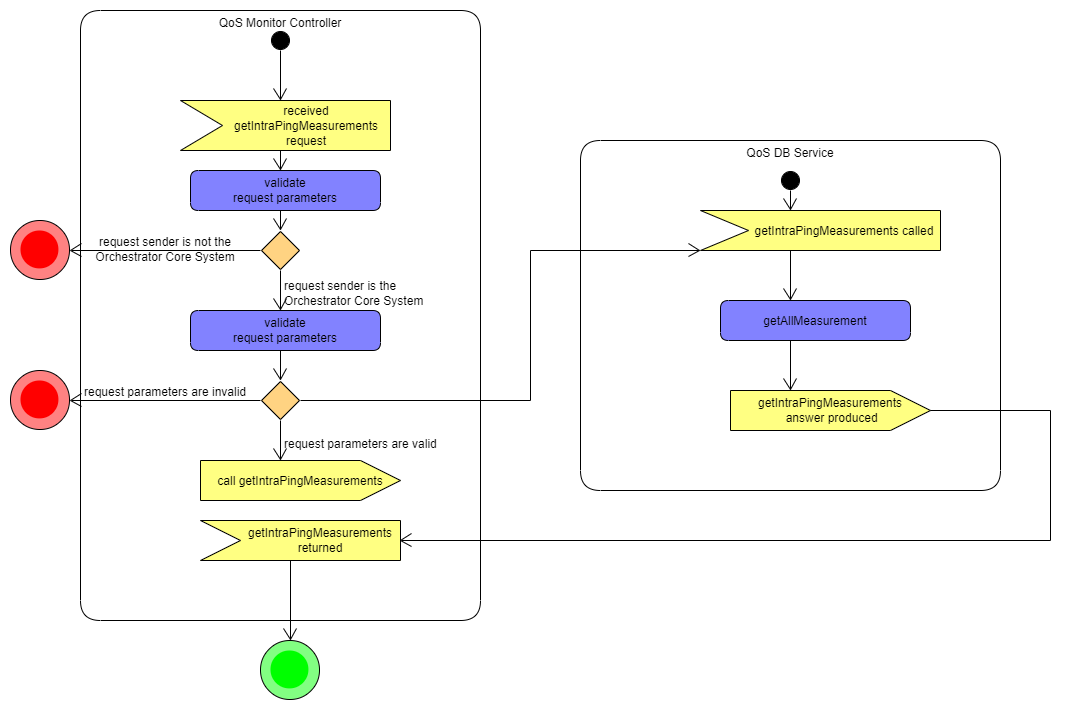 QoS Monitor Controller
received
getIntraPingMeasurements
request
validate
request parameters
request sender is not the
Orchestrator Core System
request sender is the
Orchestrator Core System
validate
request parameters
request parameters are invalid
request parameters are valid
call getIntraPingMeasurements
getIntraPingMeasurements
returned
QoS DB Service
getIntraPingMeasurements called
getAllMeasurement
getIntraPingMeasurements
answer produced